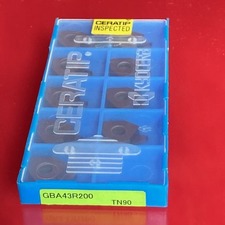 CERATIP
INSPECTED
CERATIP
KYOCERA
GBA43R200
TN90